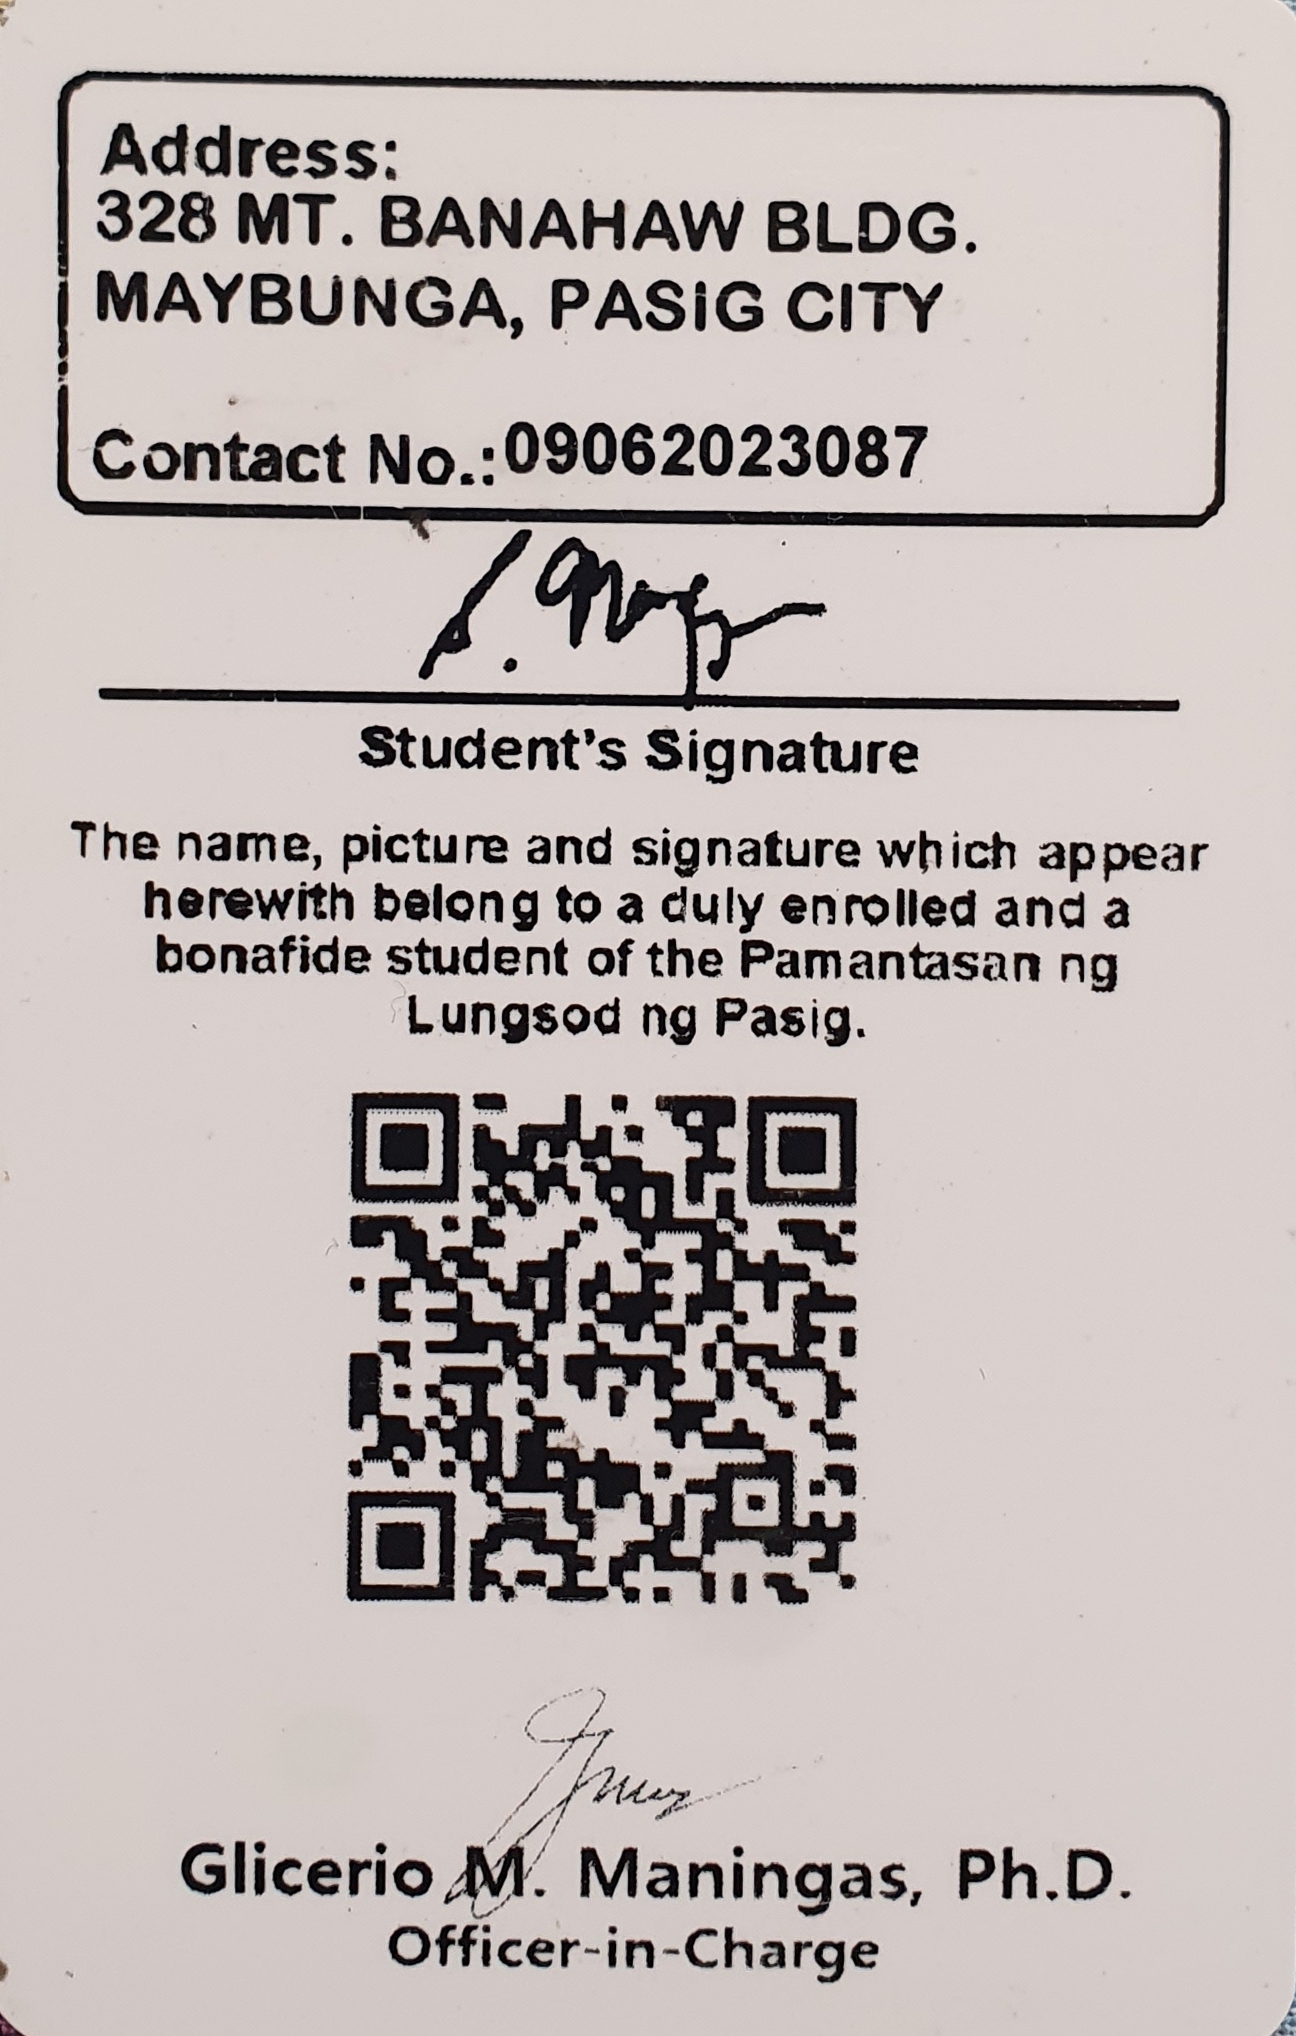 Address:
328 MT. BANAHAW BLDG.
MAYBUNGA, PASIG CITY
Contact No.:09062023087
Student's Signature
The name, picture and signature which appear
herewith belong to a duly enrolled and a
bonafide student of the Pamantasan ng
Lungsod ng Pasig.
Glicerio M. Maningas, Ph.D.
Officer-in-Charge